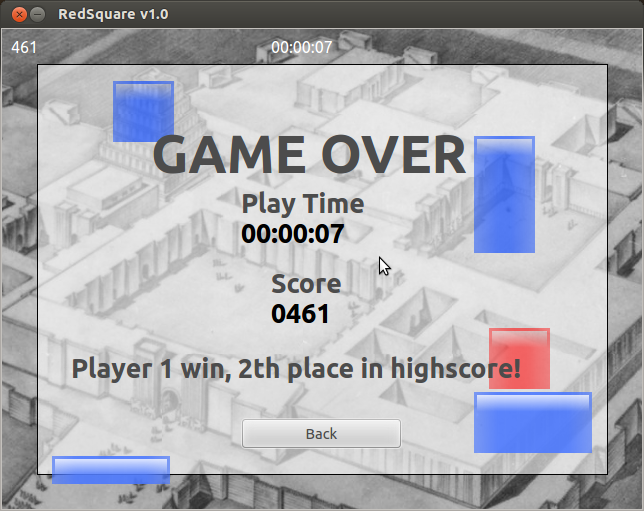 RedSquare v1.0
461 00:00:07
GAME OVER
Play Time
00:00:07
Score
0461
Player 1 win, 2th place in highscore!
Back